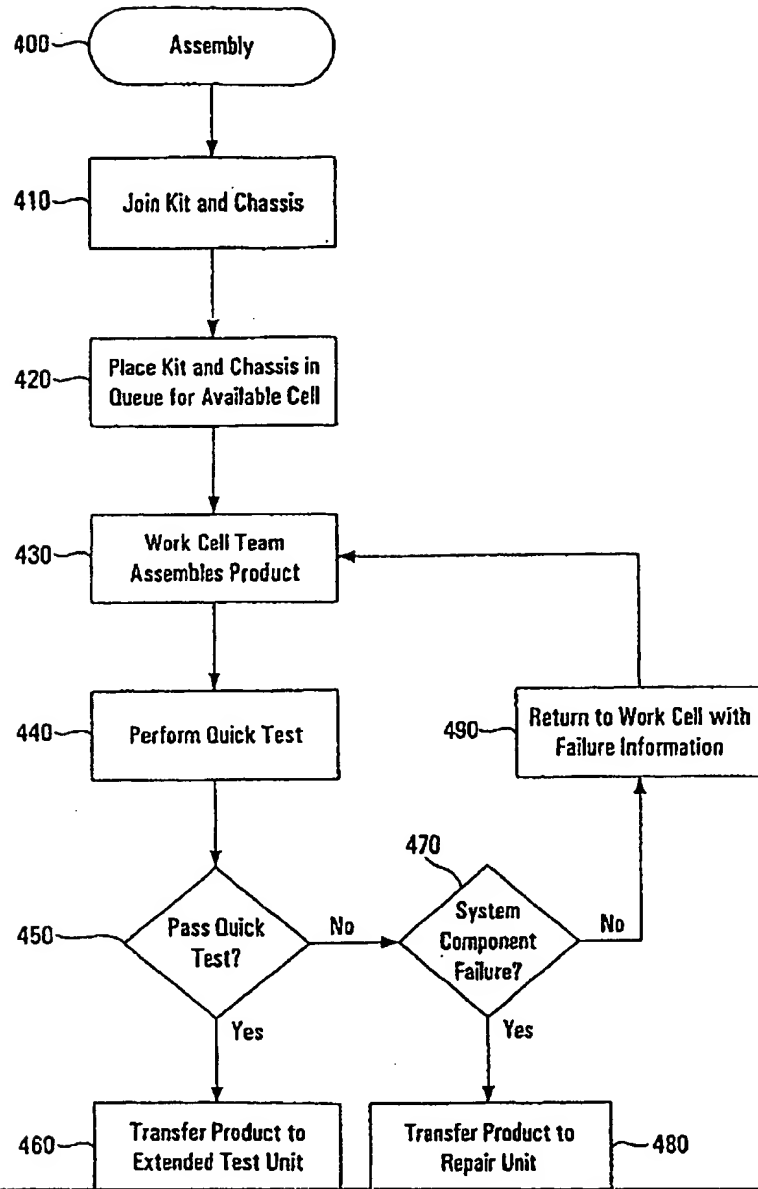 400
Assembly
410
Join Kit and Chassis
420
Place Kit and Chassis in
Queue for Available Cell
430
Work Cell Team
Assembles Product
440
Perform Quick Test
490
Return to Work Cell with
Failure Information
450
Pass Quick
Test?
No
470
System
Component
Failure?
No
Yes
Yes
460
Transfer Product to
Extended Test Unit
Transfer Product to
Repair Unit
480